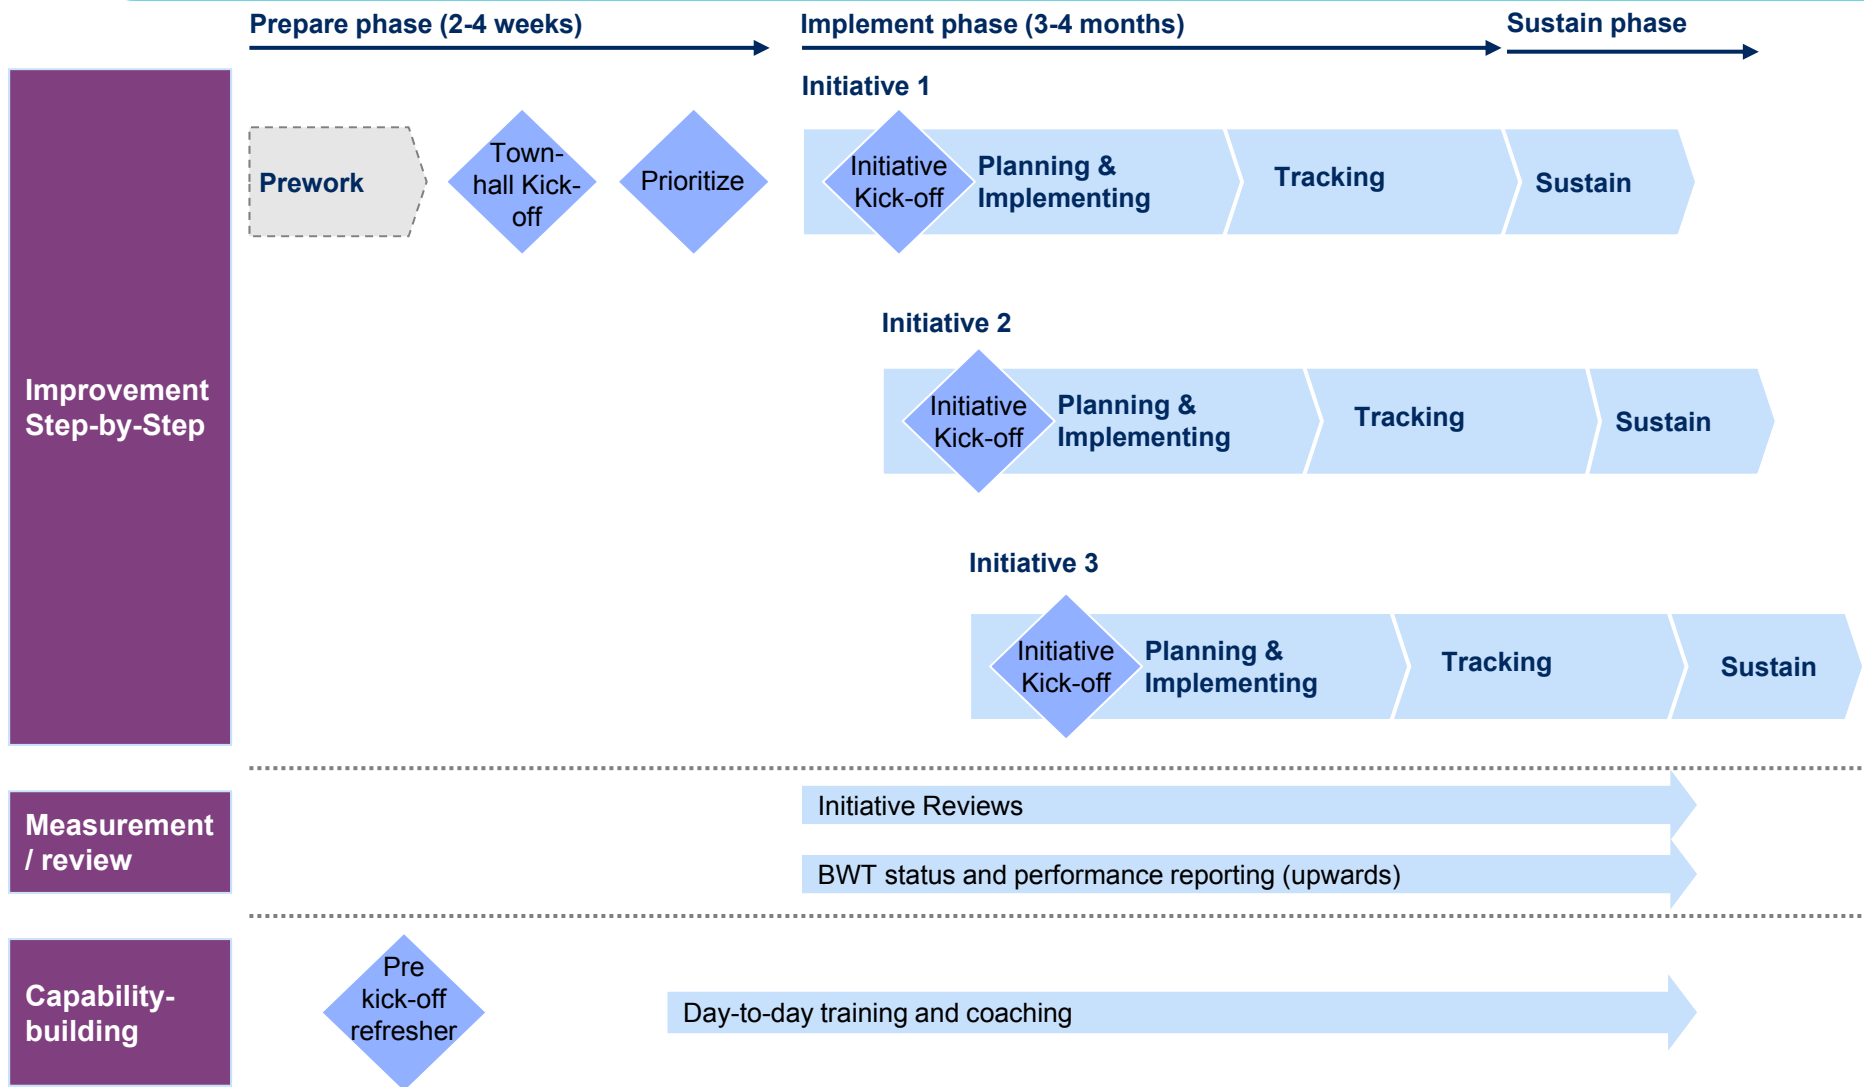 Prepare phase (2-4 weeks)
Implement phase (3-4 months)
Sustain phase
Improvement
Step-by-Step
Prework
Town-
hall Kick-
off
Prioritize
Initiative 1
Initiative
Kick-off
Planning &
Implementing
Tracking
Sustain
Initiative 2
Initiative
Kick-off
Planning &
Implementing
Tracking
Sustain
Initiative 3
Initiative
Kick-off
Planning &
Implementing
Tracking
Sustain
Measurement
/ review
Initiative Reviews
BWT status and performance reporting (upwards)
Capability-
building
Pre
kick-off
refresher
Day-to-day training and coaching